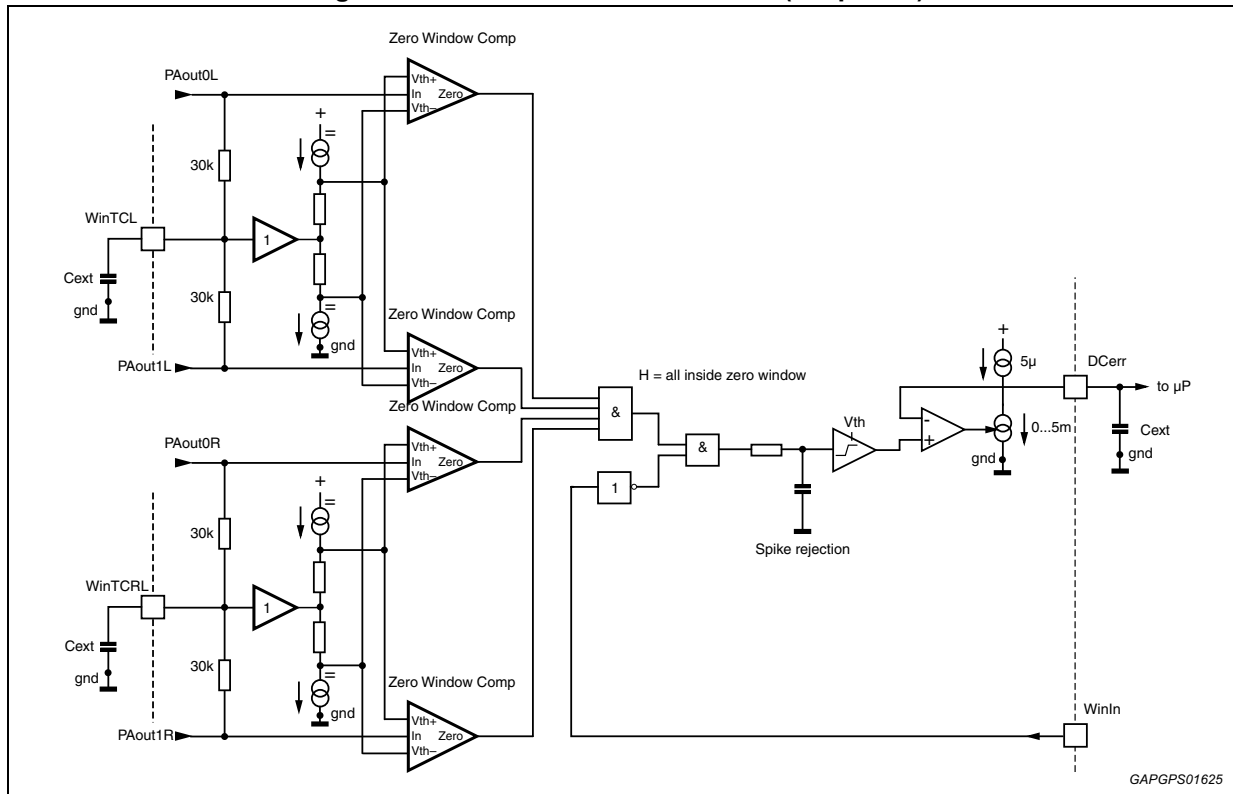 Zero Window Comp
PAout0L
Vth+
In Zero
Vth–
+
=
30k
WinTCL
1
Cext
gnd
30k
=
gnd
PAout1L
Zero Window Comp
Vth+
In Zero
Vth–
Zero Window Comp
PAout0R
Vth+
In Zero
Vth–
+
=
30k
WinTCRL
1
Cext
gnd
30k
=
gnd
PAout1R
Zero Window Comp
Vth+
In Zero
Vth–
H = all inside zero window
&
&
1
Spike rejection
Vth
-
+
+
5µ
0...5m
gnd
DCerr
to µP
Cext
gnd
WinIn
GAPGPS01625